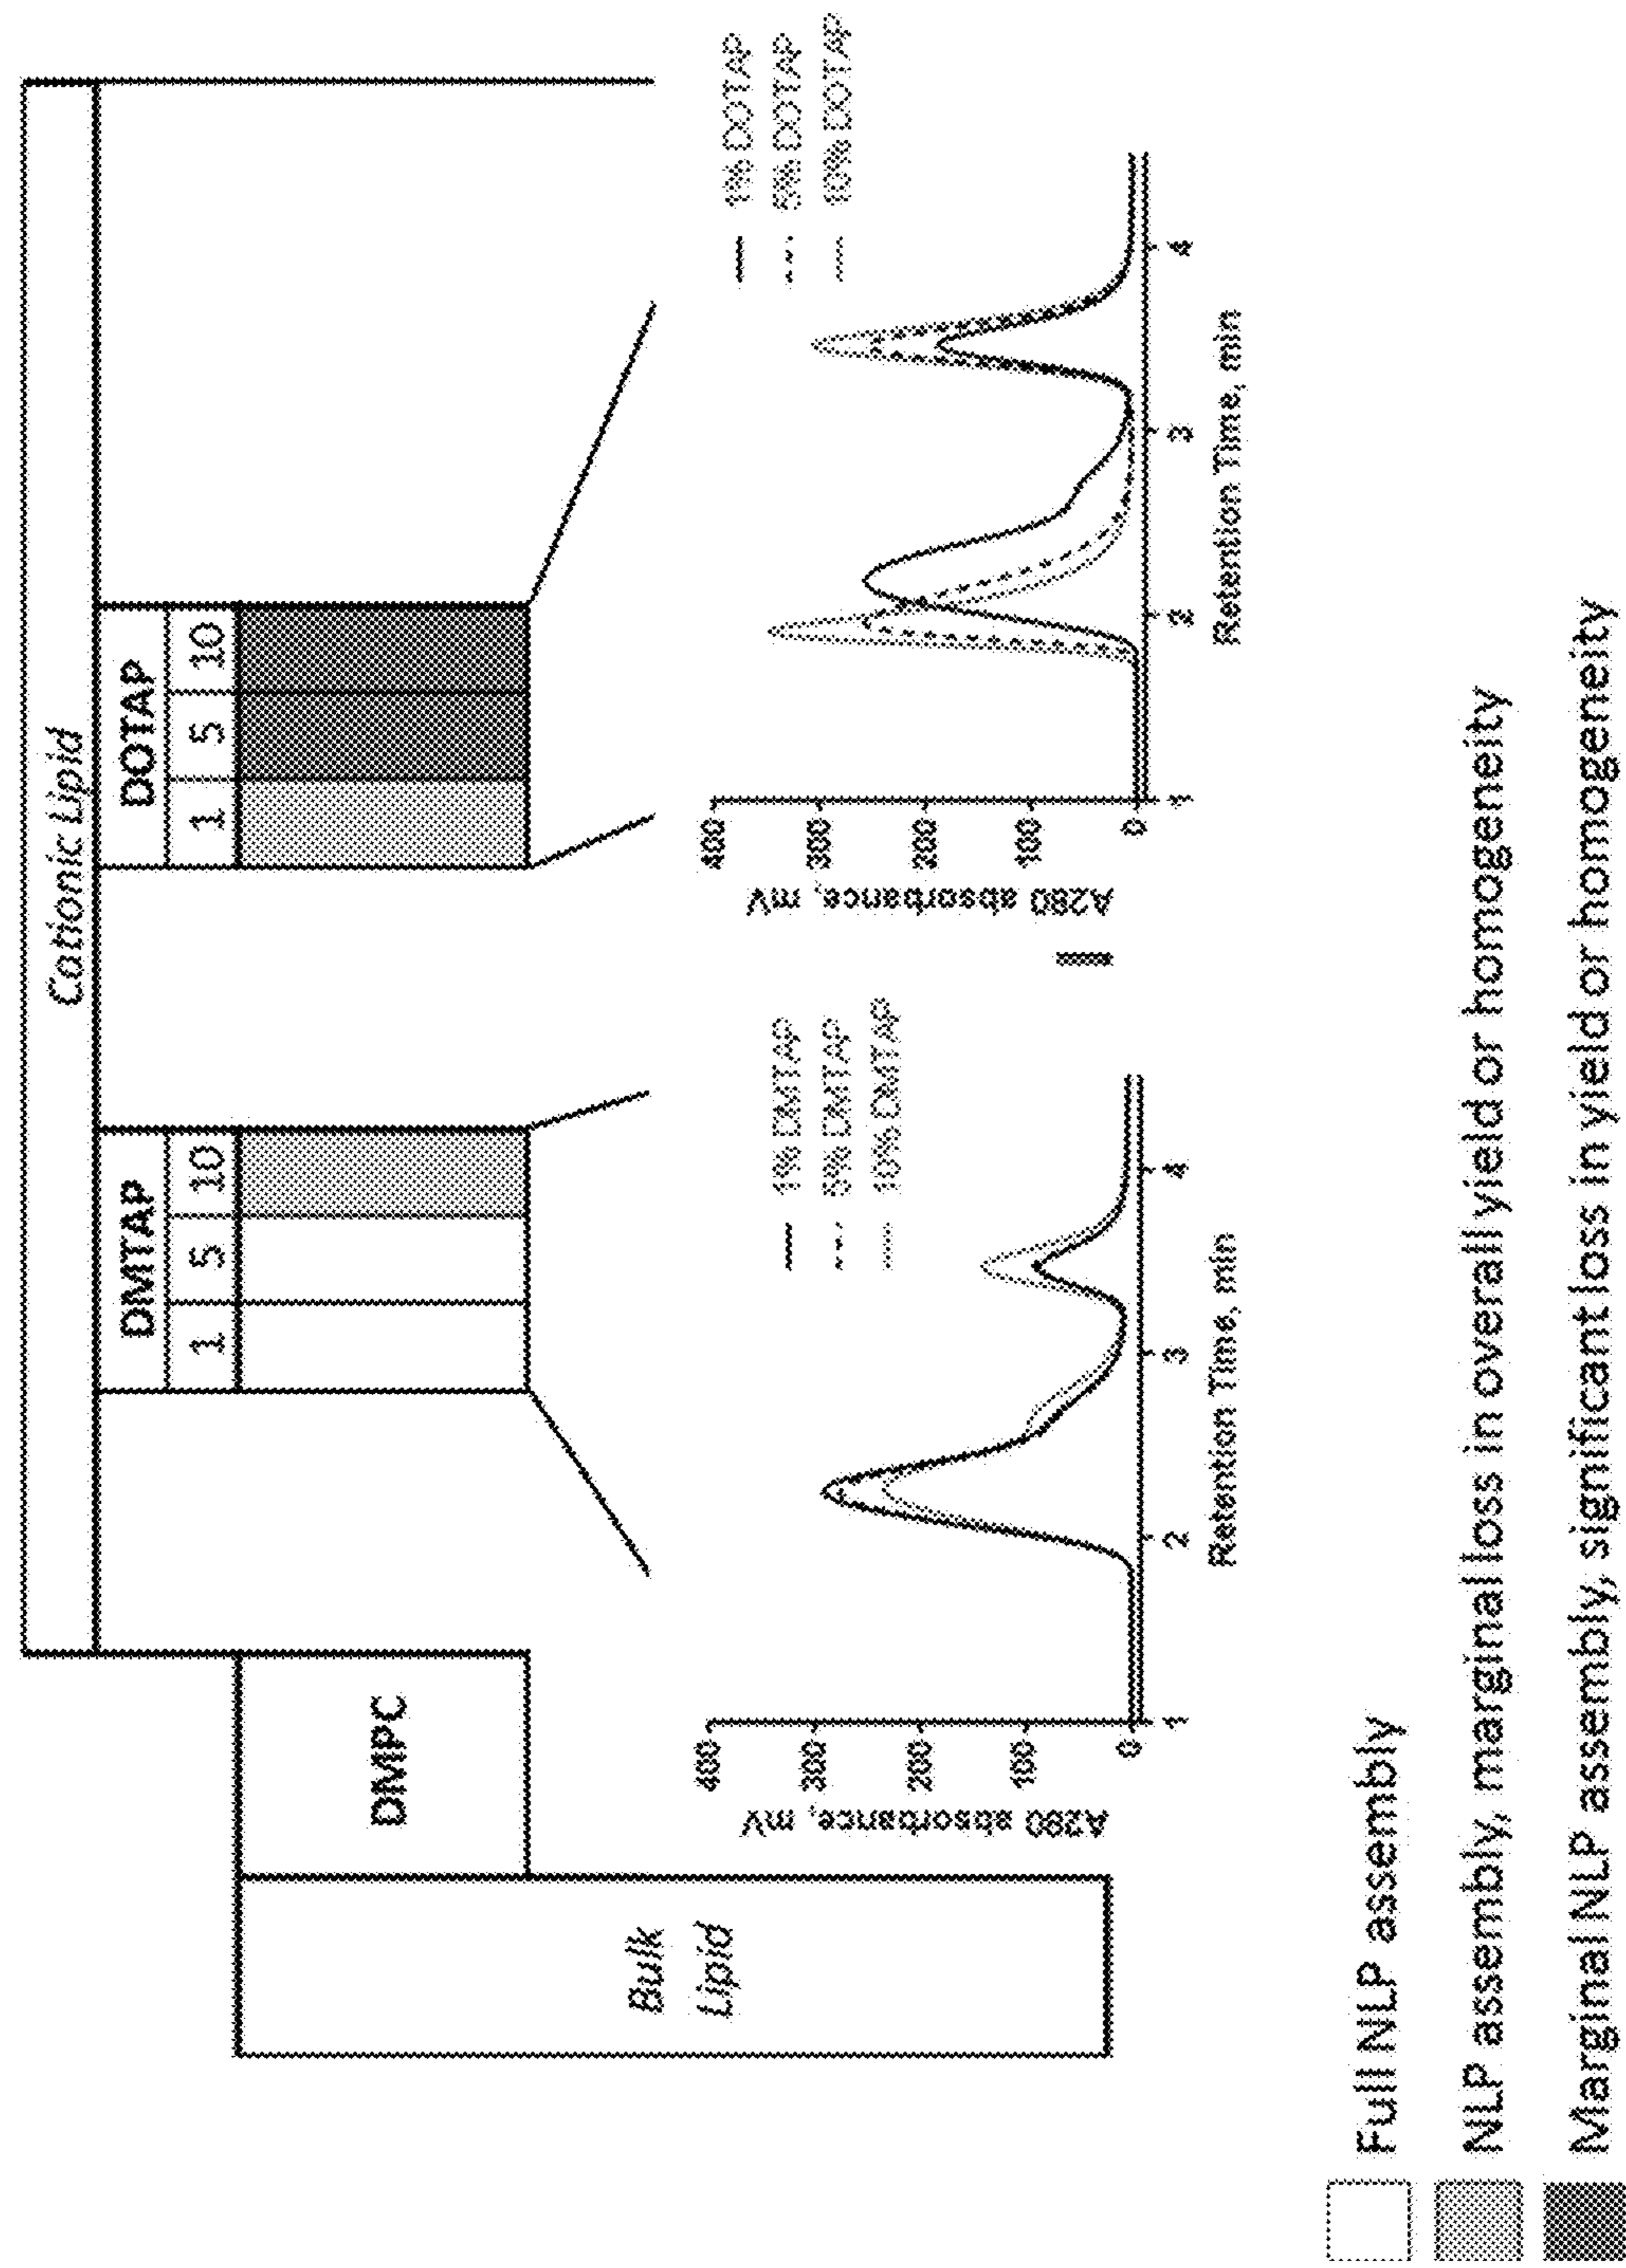 Cationic Lipid
DMTAP
DOTAP
1 5 10
1 5 10
DMPC
Bulk
Lipid
1% DMTAP
5% DMTAP
10% DMTAP
A280 absorbance, mV
400
300
200
100
0
1 2 3 4
Retention Time, min
1% DOTAP
5% DOTAP
10% DOTAP
A280 absorbance, mV
400
300
200
100
0
1 2 3 4
Retention Time, min
Full NLP assembly
NLP assembly, marginal loss in overall yield or homogeneity
Marginal NLP assembly, significant loss in yield or homogeneity